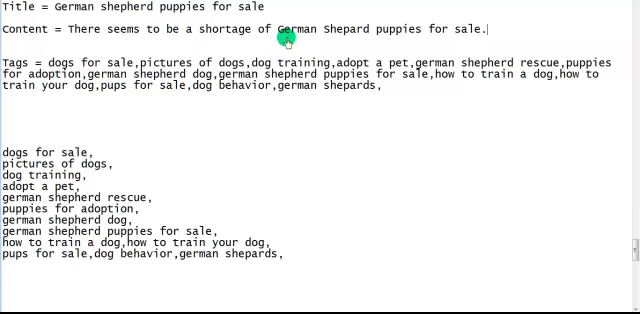 Title = German shepherd puppies for sale
Content = There seems to be a shortage of German Shepard puppies for sale.
Tags = dogs for sale,pictures of dogs,dog training,adopt a pet,german shepherd rescue,puppies
for adoption,german shepherd dog,german shepherd puppies for sale,how to train a dog,how to
train your dog,pups for sale,dog behavior,german shepards,
dogs for sale,
pictures of dogs,
dog training,
adopt a pet,
german shepherd rescue,
puppies for adoption,
german shepherd dog,
german shepherd puppies for sale,
how to train a dog,how to train your dog,
pups for sale,dog behavior,german shepards,